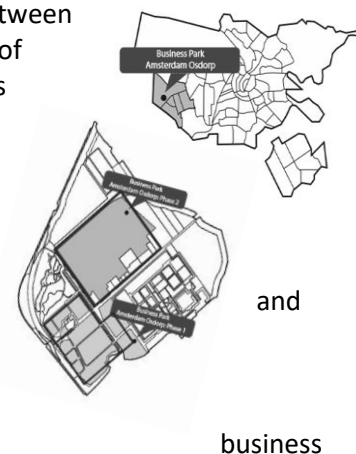 etween
of
s
Business Park
Amsterdam Osdorp
Business Park
Amsterdam Osdorp: Phase 2
Business Park
Amsterdam Osdorp: Phase 1
and
business